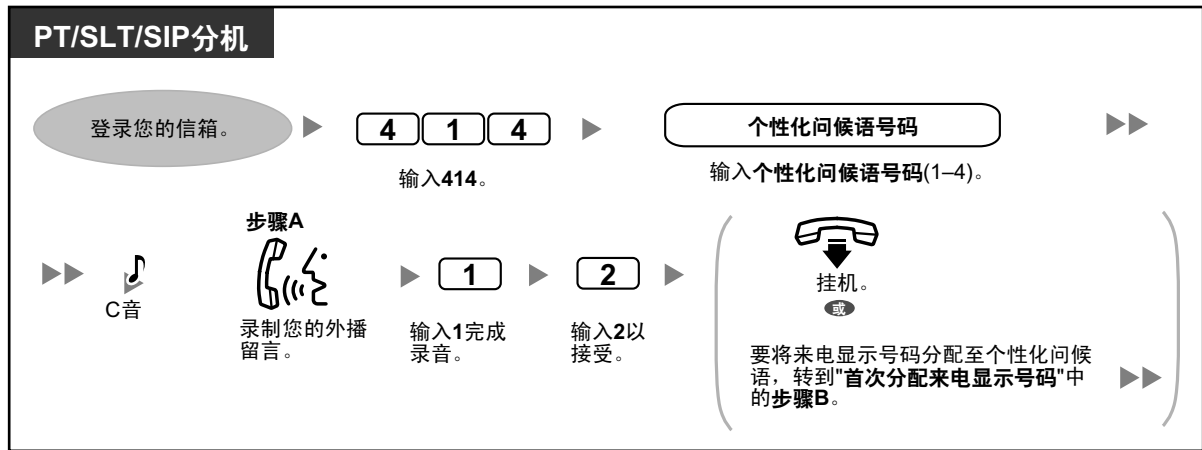 PT/SLT/SIP分机
登录您的信箱。
4 1 4
输入414。
个性化问候语号码
输入个性化问候语号码(1–4)。
C音
步骤A
录制您的外播
留言。
1
输入1完成
录音。
2
输入2以
接受。
挂机。
或
要将来电显示号码分配至个性化问候
语，转到"首次分配来电显示号码"中
的步骤B。